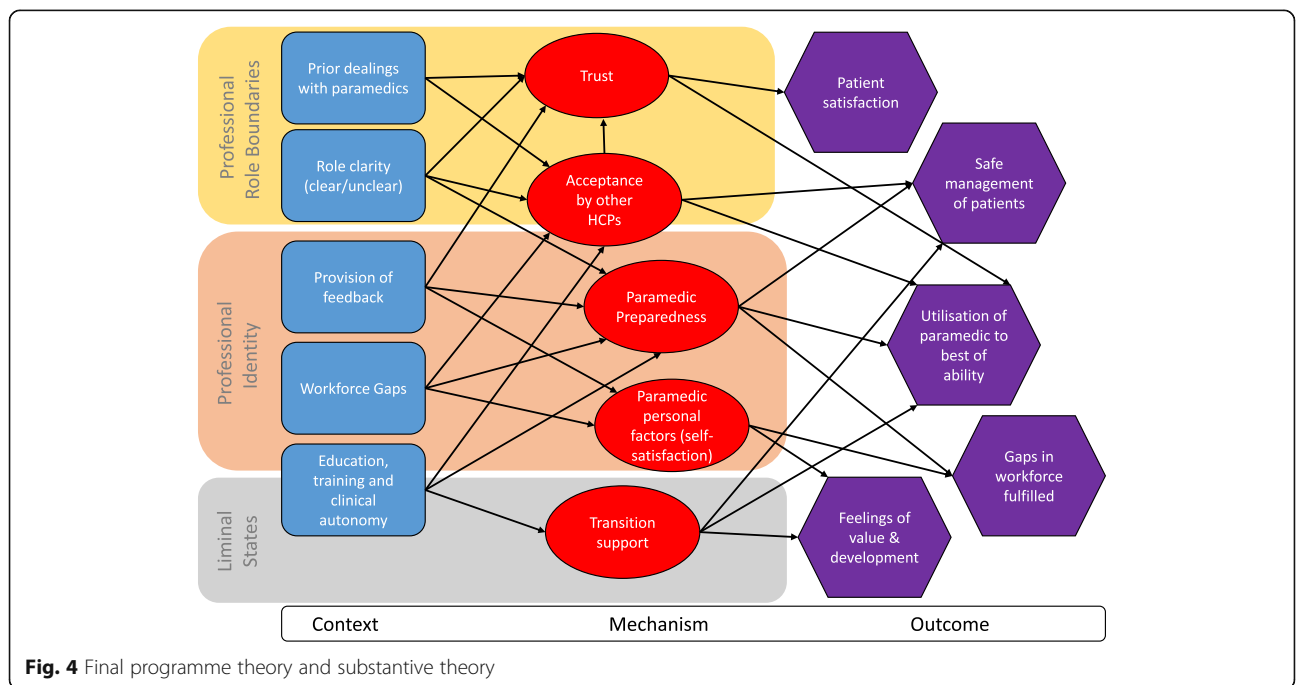 Professional
Role Boundaries
Prior dealings
with paramedics
Role clarity
(clear/unclear)
Trust
Acceptance
by other
HCPs
Professional
Identity
Provision of
feedback
Workforce Gaps
Paramedic
Preparedness
Paramedic
personal
factors (self-
satisfaction)
Liminal
States
Education,
training and
clinical
autonomy
Transition
support
Patient
satisfaction
Safe
management
of patients
Utilisation of
paramedic to
best of
ability
Gaps in
workforce
fulfilled
Feelings of
value &
development
Context Mechanism Outcome
Fig. 4 Final programme theory and substantive theory